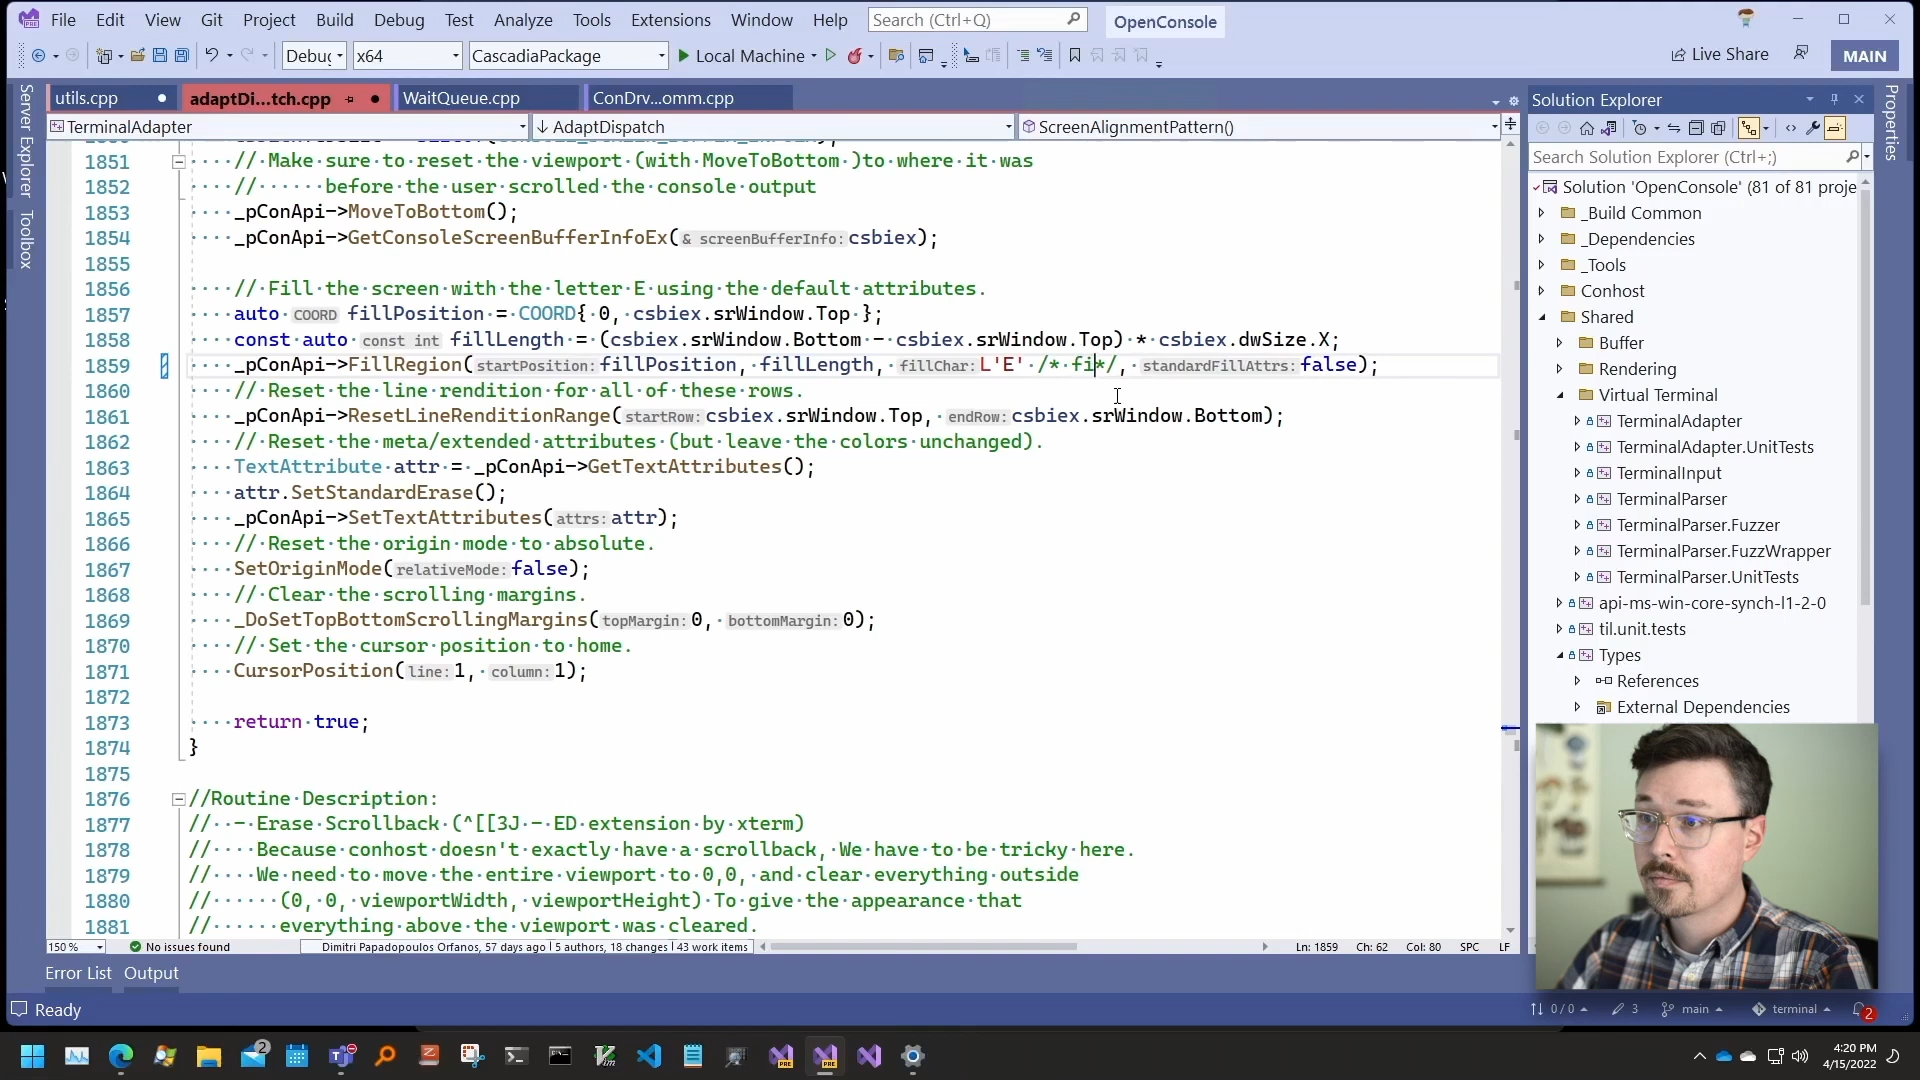 File Edit View Git Project Build Debug Test Analyze Tools Extensions Window Help Search (Ctrl+Q) OpenConsole
Debug x64 CascadiaPackage Local Machine Live Share MAIN
utils.cpp adaptDi...tch.cpp WaitQueue.cpp ConDrv...omm.cpp
TerminalAdapter AdaptDispatch ScreenAlignmentPattern()
Server Explorer
Toolbox
1851 // Make sure to reset the viewport (with MoveToBottom )to where it was
1852 // before the user scrolled the console output
1853 _pConApi->MoveToBottom();
1854 _pConApi->GetConsoleScreenBufferInfoEx(& screenBufferInfo: csbiex);
1855
1856 // Fill the screen with the letter E using the default attributes.
1857 auto COORD fillPosition = COORD{ 0, csbiex.srWindow.Top };
1858 const auto const int fillLength = (csbiex.srWindow.Bottom - csbiex.srWindow.Top) * csbiex.dwSize.X;
1859 _pConApi->FillRegion(startPosition: fillPosition, fillLength, fillChar: L'E' /* fi*/, standardFillAttrs: false);
1860 // Reset the line rendition for all of these rows.
1861 _pConApi->ResetLineRenditionRange(startRow: csbiex.srWindow.Top, endRow: csbiex.srWindow.Bottom);
1862 // Reset the meta/extended attributes (but leave the colors unchanged).
1863 TextAttribute attr = _pConApi->GetTextAttributes();
1864 attr.SetStandardErase();
1865 _pConApi->SetTextAttributes(attrs: attr);
1866 // Reset the origin mode to absolute.
1867 SetOriginMode(relativeMode: false);
1868 // Clear the scrolling margins.
1869 _DoSetTopBottomScrollingMargins(topMargin: 0, bottomMargin: 0);
1870 // Set the cursor position to home.
1871 CursorPosition(line: 1, column: 1);
1872
1873 return true;
1874 }
1875
1876 //Routine Description:
1877 // - Erase Scrollback (^[[3J - ED extension by xterm)
1878 // Because conhost doesn't exactly have a scrollback, We have to be tricky here.
1879 // We need to move the entire viewport to 0,0, and clear everything outside
1880 // (0, 0, viewportWidth, viewportHeight) To give the appearance that
1881 // everything above the viewport was cleared.
150 % No issues found Dimitri Papadopoulos Orfanos, 57 days ago | 5 authors, 18 changes | 43 work items Ln: 1859 Ch: 62 Col: 80 SPC LF
Error List Output
Ready 0 / 0 3 main terminal 2
Solution Explorer
Search Solution Explorer (Ctrl+;)
Solution 'OpenConsole' (81 of 81 proje
_Build Common
_Dependencies
_Tools
Conhost
Shared
Buffer
Rendering
Virtual Terminal
TerminalAdapter
TerminalAdapter.UnitTests
TerminalInput
TerminalParser
TerminalParser.Fuzzer
TerminalParser.FuzzWrapper
TerminalParser.UnitTests
api-ms-win-core-synch-l1-2-0
til.unit.tests
Types
References
External Dependencies
Properties
2
4:20 PM
4/15/2022